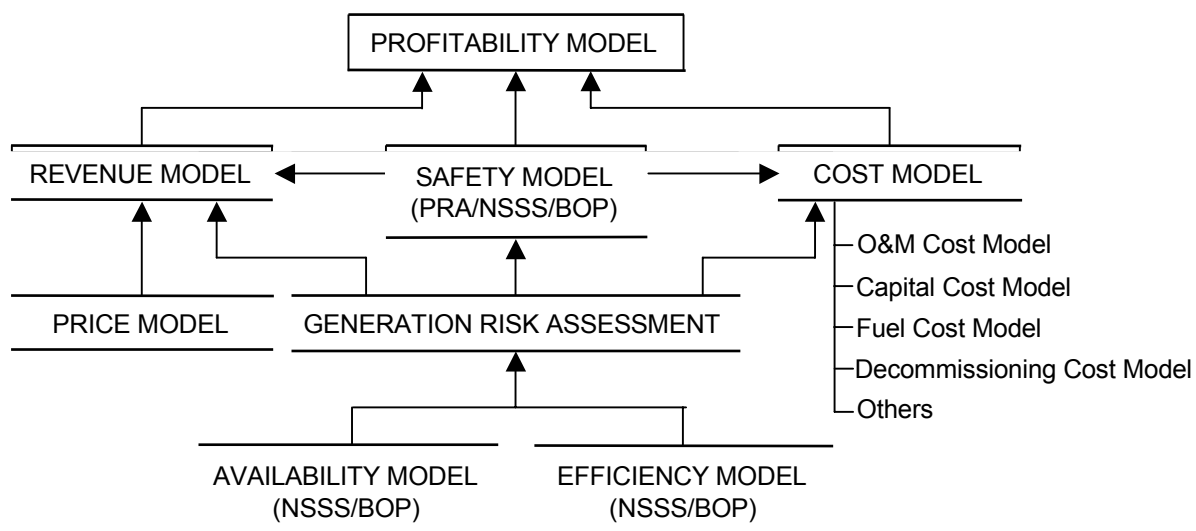 PROFITABILITY MODEL
REVENUE MODEL
SAFETY MODEL
(PRA/NSSS/BOP)
COST MODEL
O&M Cost Model
Capital Cost Model
Fuel Cost Model
Decommissioning Cost Model
Others
PRICE MODEL
GENERATION RISK ASSESSMENT
AVAILABILITY MODEL
(NSSS/BOP)
EFFICIENCY MODEL
(NSSS/BOP)